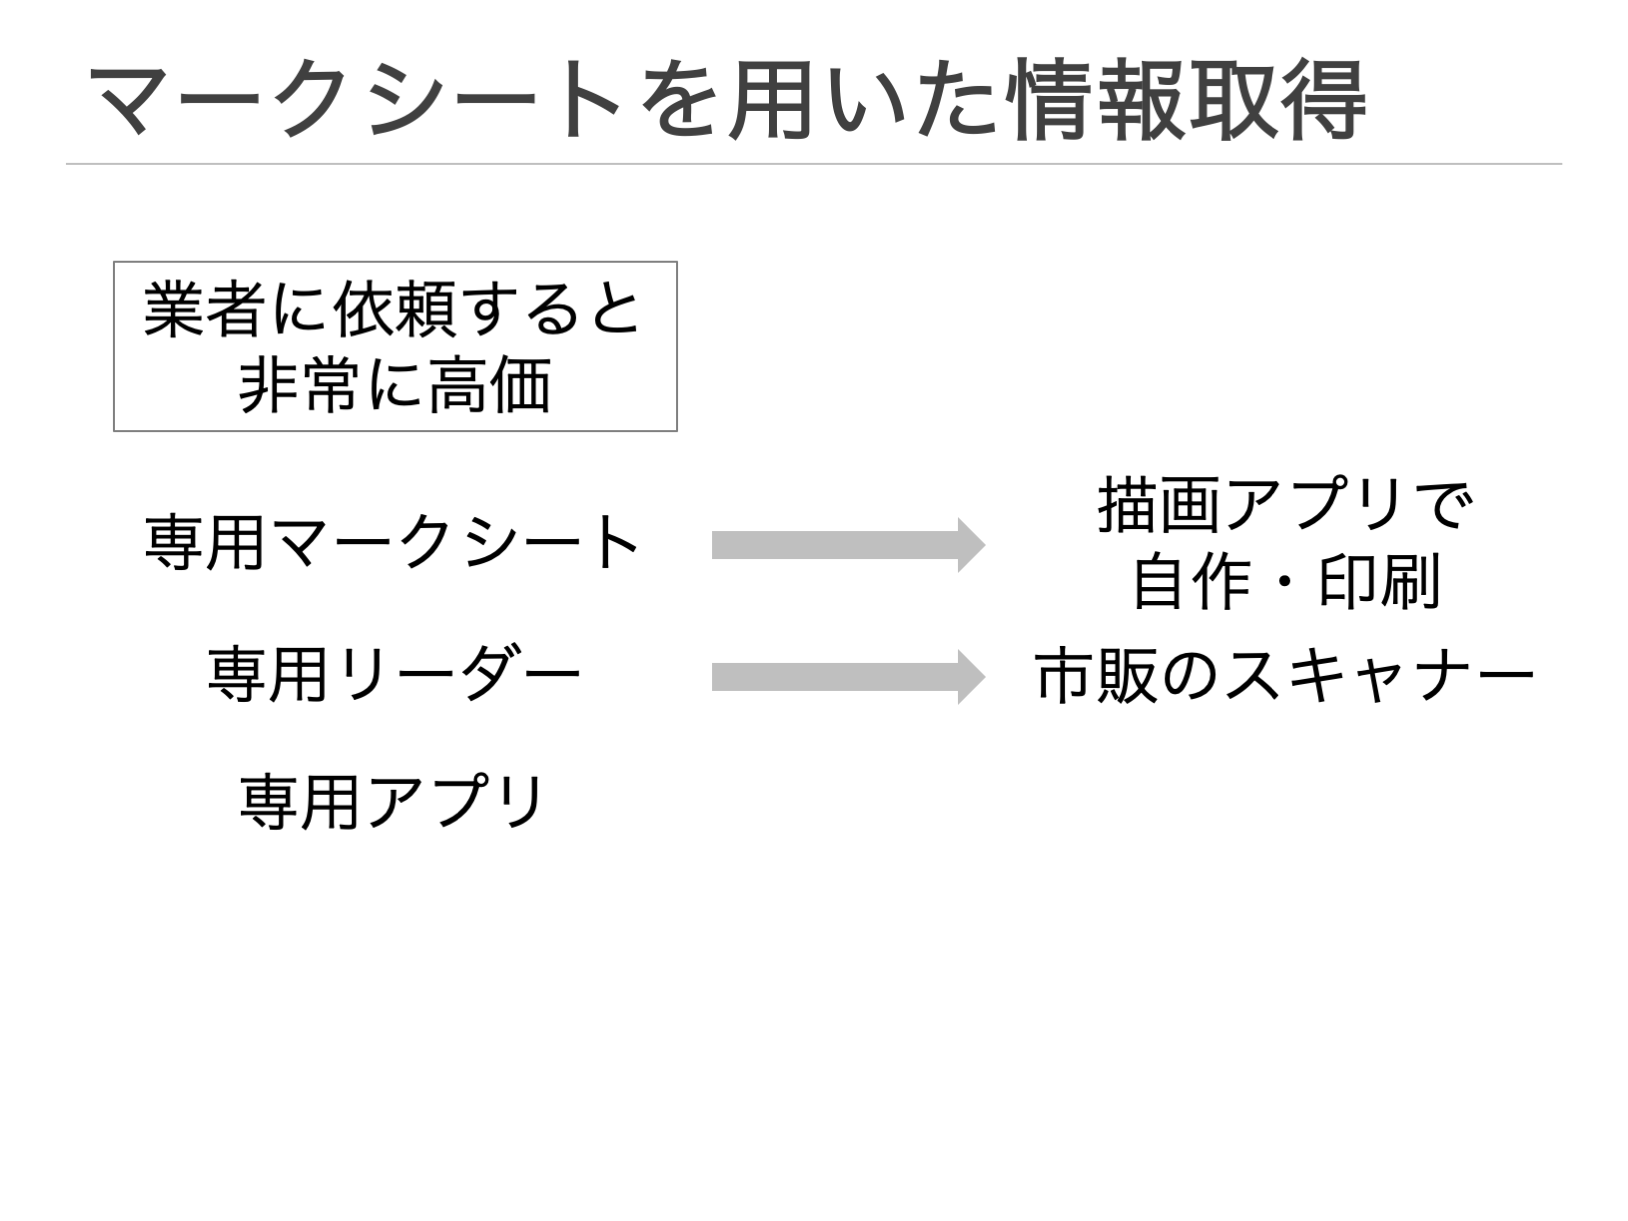 マークシートを用いた情報取得
業者に依頼すると
非常に高価
専用マークシート
描画アプリで
自作・印刷
専用リーダー
市販のスキャナー
専用アプリ